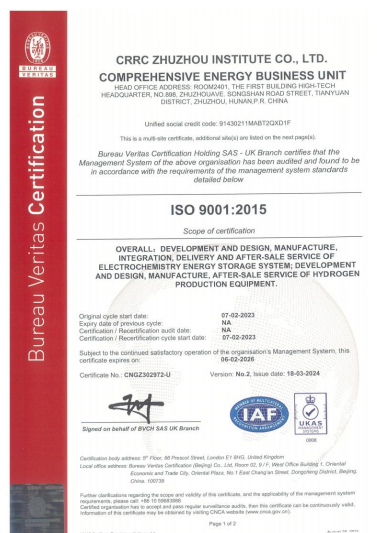 BUREAU
VERITAS
Bureau Veritas Certification
CRRC ZHUZHOU INSTITUTE CO., LTD.
COMPREHENSIVE ENERGY BUSINESS UNIT
HEAD OFFICE ADDRESS: ROOM2401, THE FIRST BUILDING HIGH-TECH
HEADQUARTER, NO.898, ZHUZHOUAVE. SONGSHAN ROAD STREET, TIANYUAN
DISTRICT, ZHUZHOU, HUNAN,P.R. CHINA
Unified social credit code: 91430211MABT2QXD1F
This is a multi-site certificate, additional site(s) are listed on the next page(s).
Bureau Veritas Certification Holding SAS - UK Branch certifies that the
Management System of the above organisation has been audited and found to be
in accordance with the requirements of the management system standards
detailed below
ISO 9001:2015
Scope of certification
OVERALL: DEVELOPMENT AND DESIGN, MANUFACTURE,
INTEGRATION, DELIVERY AND AFTER-SALE SERVICE OF
ELECTROCHEMISTRY ENERGY STORAGE SYSTEM; DEVELOPMENT
AND DESIGN, MANUFACTURE, AFTER-SALE SERVICE OF HYDROGEN
PRODUCTION EQUIPMENT.
Original cycle start date: 07-02-2023
Expiry date of previous cycle: NA
Certification / Recertification audit date: NA
Certification / Recertification cycle start date: 07-02-2023
Subject to the continued satisfactory operation of the organisation's Management System, this
certificate expires on: 06-02-2026
Certificate No.: CNGZ302972-U Version: No.2, Issue date: 18-03-2024
Signed on behalf of BVCH SAS UK Branch
MEMBER OF MULTILATERAL
IAF
RECOGNITION ARRANGEMENT
UKAS
MANAGEMENT
SYSTEMS
0008
Certification body address: 5th Floor, 66 Prescot Street, London E1 8HG, United Kingdom
Local office address: Bureau Veritas Certification (Beijing) Co., Ltd, Room 02, 9 / F, West Office Building 1, Oriental
Economic and Trade City, Oriental Plaza, No.1 East Chang'an Street, Dongcheng District, Beijing,
China. 100738
Further clarifications regarding the scope and validity of this certificate, and the applicability of the management system
requirements, please call: +86 10 59683888
Certified organisation has to accept and pass regular surveillance audits, then this certificate can be continuously valid.
Information of this certificate may be obtained by visiting CNCA website (www.cnca.gov.cn).
Page 1 of 2